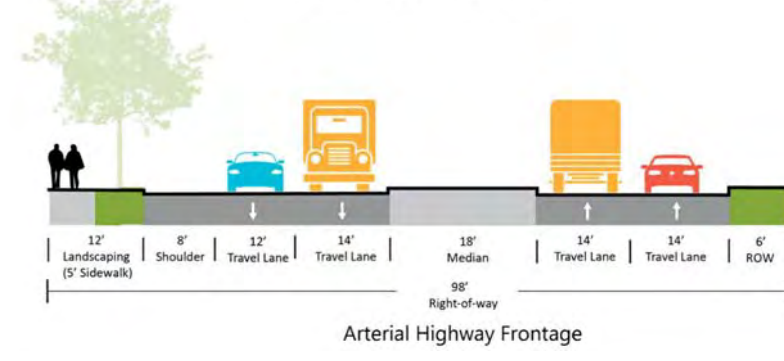 12'
Landscaping
(5' Sidewalk)
8'
Shoulder
12'
Travel Lane
14'
Travel Lane
18'
Median
14'
Travel Lane
14'
Travel Lane
6'
ROW
98'
Right-of-way
Arterial Highway Frontage